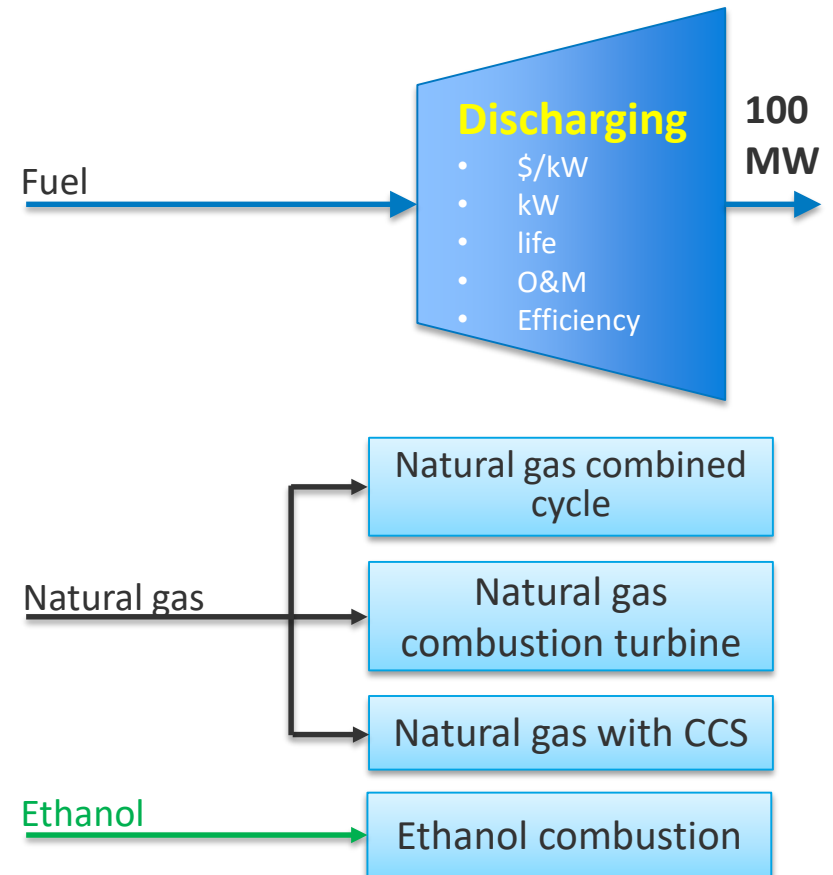 Discharging
• $/kW
• kW
• life
• O&M
• Efficiency
100
MW
Fuel
Natural gas combined
cycle
Natural gas
Natural gas
combustion turbine
Natural gas with CCS
Ethanol
Ethanol combustion